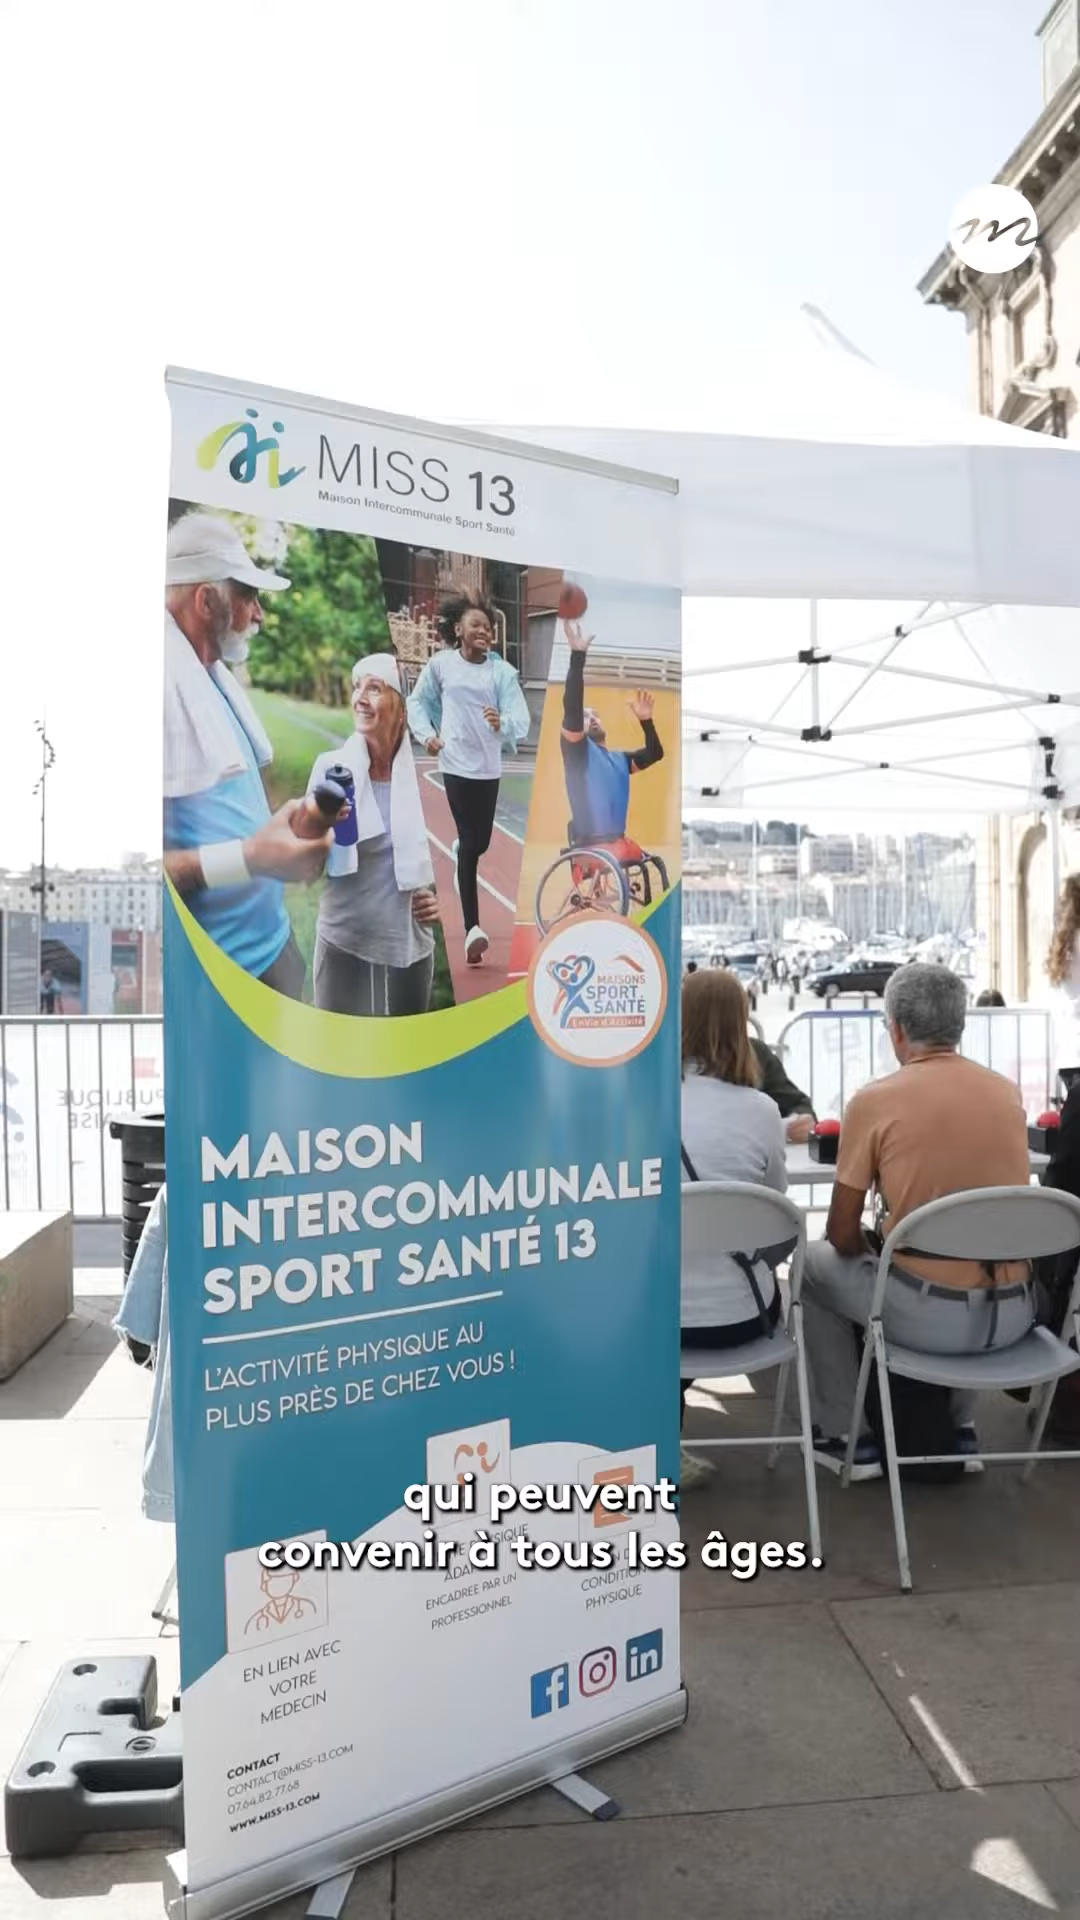 MISS 13
Maison Intercommunale Sport Santé
MAISONS
SPORT
SANTÉ
EnVie d'Activité
MAISON
INTERCOMMUNALE
SPORT SANTÉ 13
L'ACTIVITÉ PHYSIQUE AU
PLUS PRÈS DE CHEZ VOUS !
qui peuvent
convenir à tous les âges.
ENCADREE PAR UN
PROFESSIONNEL
CONDITION
PHYSIQUE
EN LIEN AVEC
VOTRE
MEDECIN
CONTACT
CONTACT@MISS-13.COM
07.64.82.77.68
WWW.MISS-13.COM